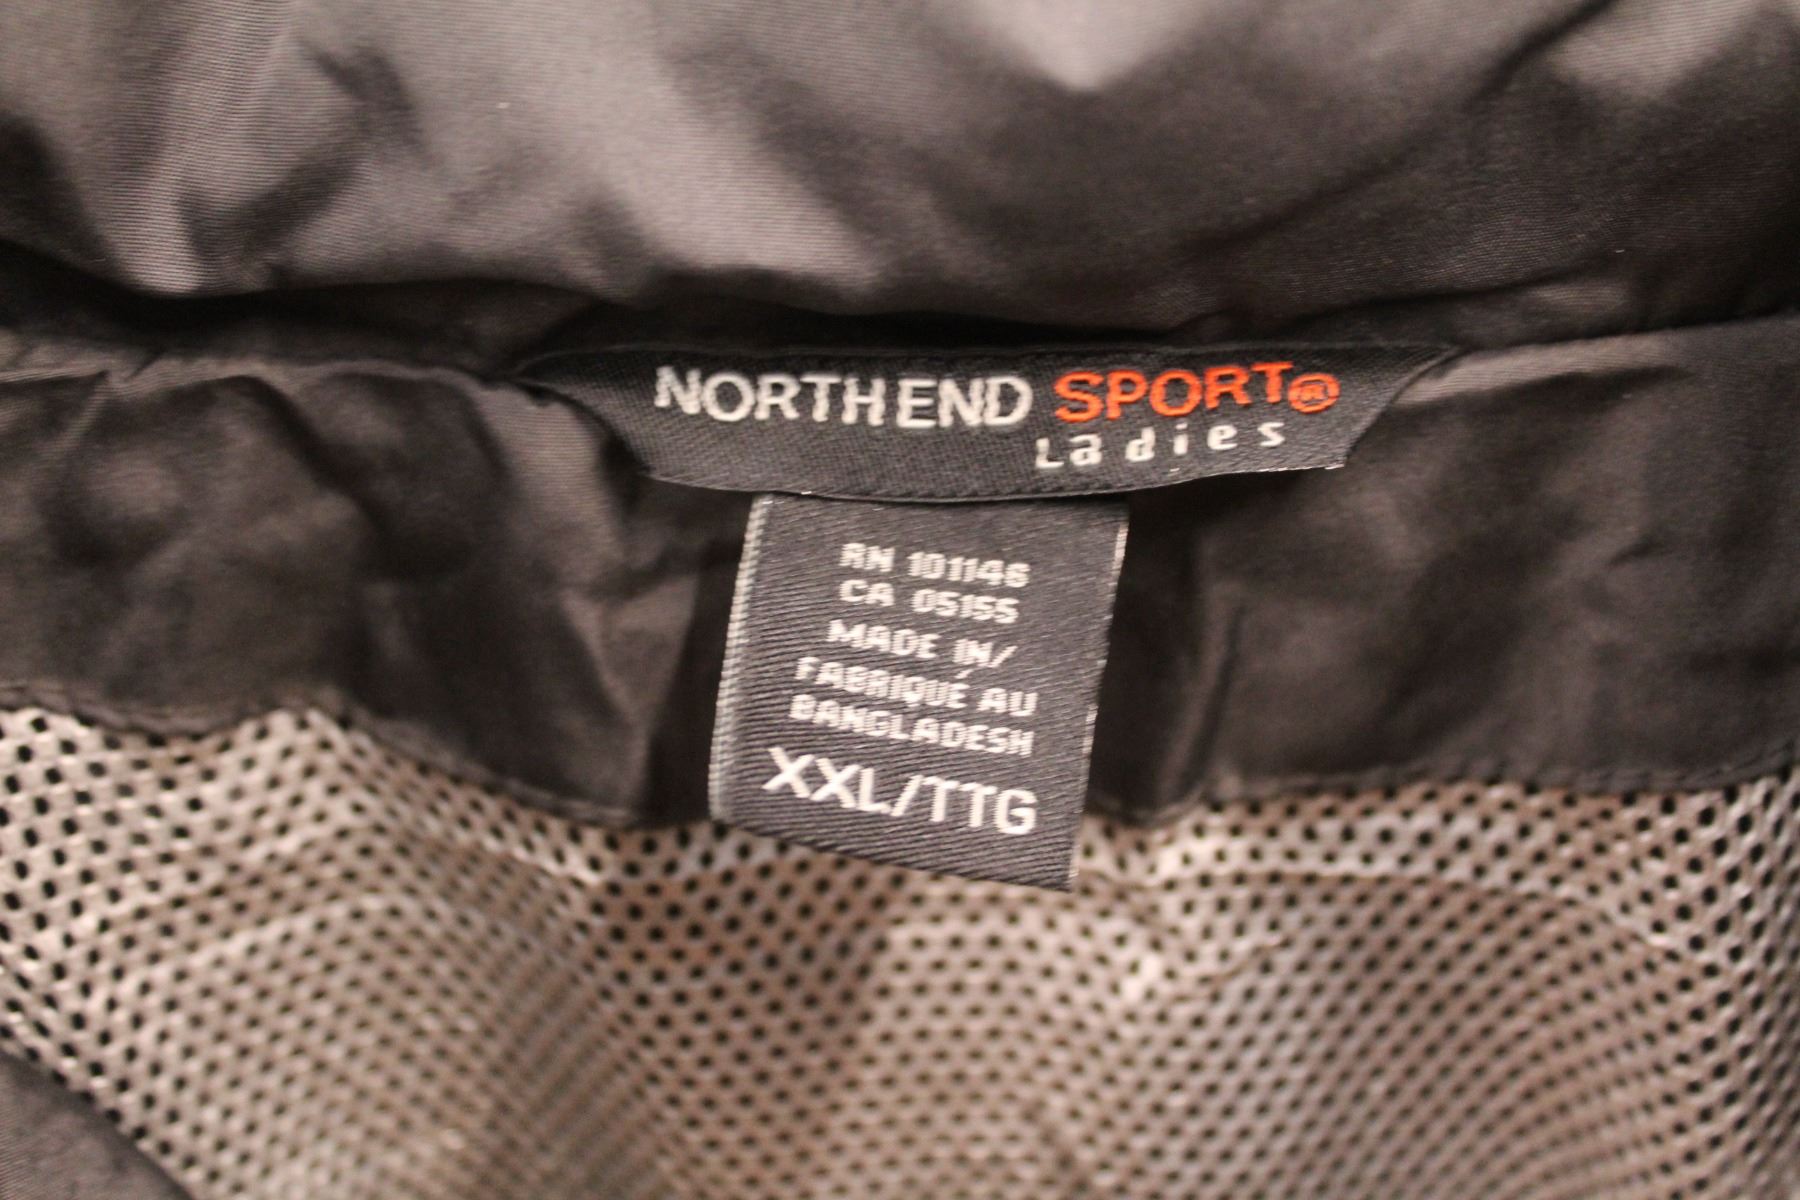 NORTH END SPORT®
Ladies
RN 101146
CA 05155
MADE IN/
FABRIQUÉ AU
BANGLADESH
XXL/TTG